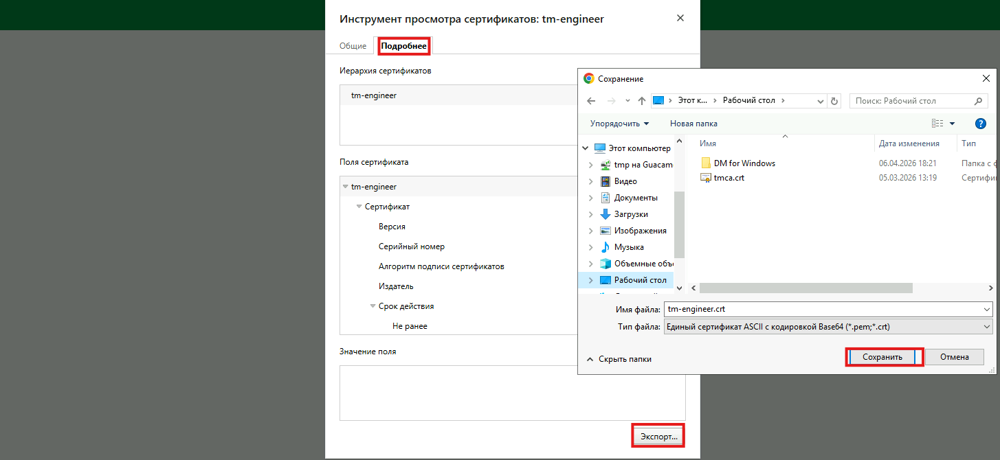 Инструмент просмотра сертификатов: tm-engineer
Общие
Подробнее
Иерархия сертификатов
tm-engineer
Поля сертификата
tm-engineer
Сертификат
Версия
Серийный номер
Алгоритм подписи сертификатов
Издатель
Срок действия
Не ранее
Значение поля
Экспорт...
Сохранение
Этот к... Рабочий стол
Поиск: Рабочий стол
Упорядочить
Новая папка
Этот компьютер
tmp на Guacam
Видео
Документы
Загрузки
Изображения
Музыка
Объемные объ
Рабочий стол
Имя Дата изменения Тип
DM for Windows 06.04.2026 18:21 Папка с ф
tmca.crt 05.03.2026 13:19 Сертифи
Имя файла: tm-engineer.crt
Тип файла: Единый сертификат ASCII с кодировкой Base64 (*.pem;*.crt)
Скрыть папки
Сохранить
Отмена